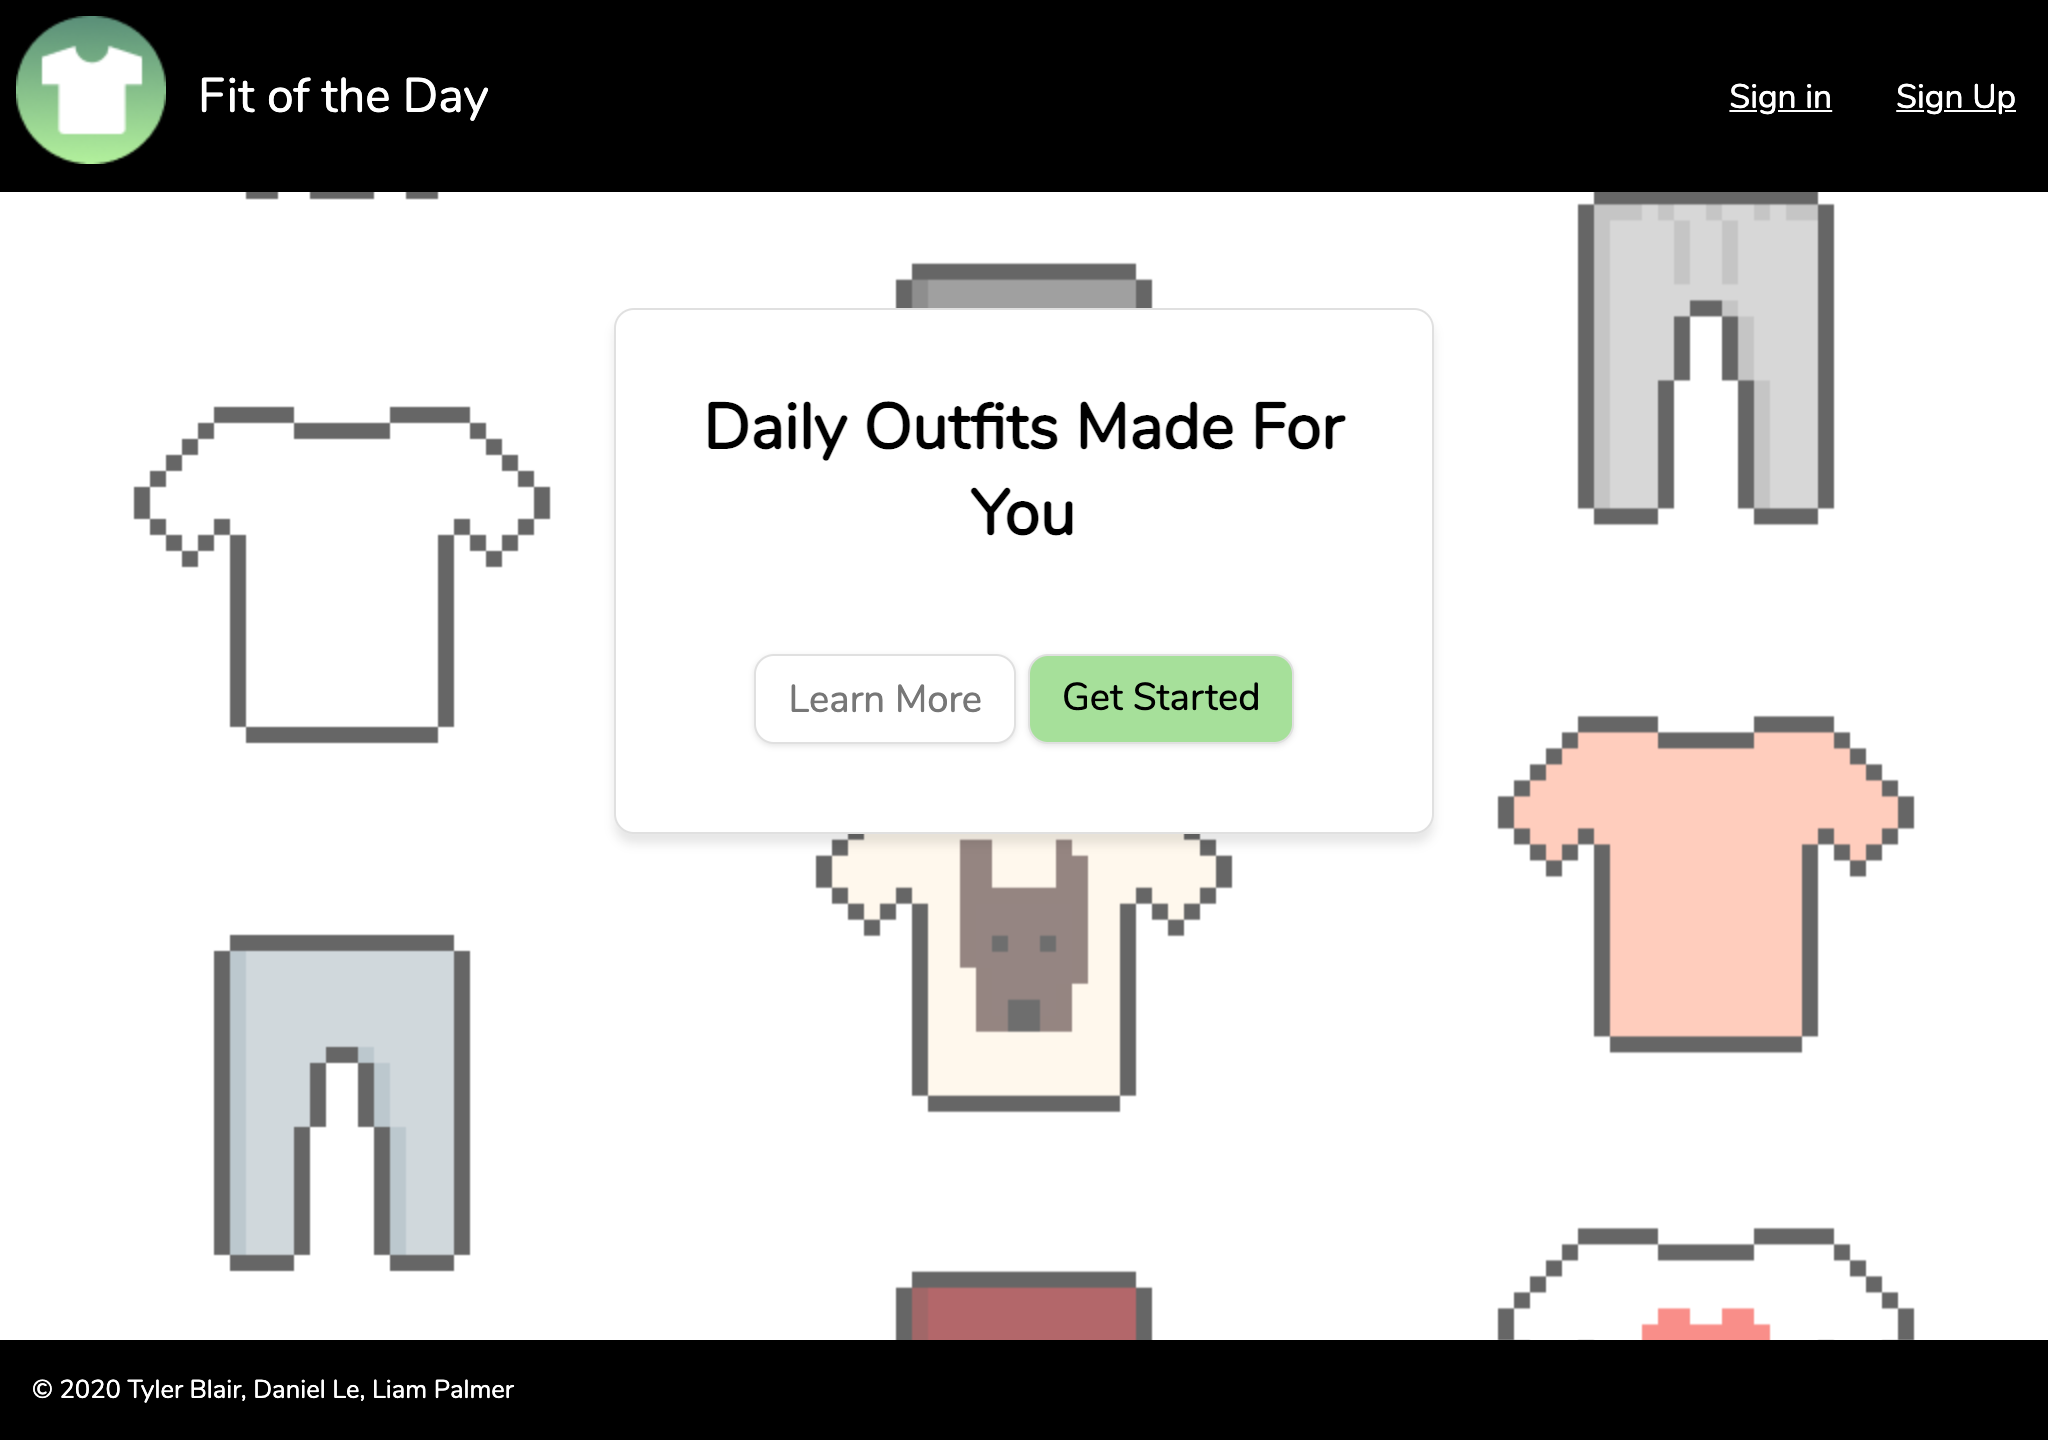 Fit of the Day
Sign in
Sign Up
Daily Outfits Made For
You
Learn More
Get Started
© 2020 Tyler Blair, Daniel Le, Liam Palmer